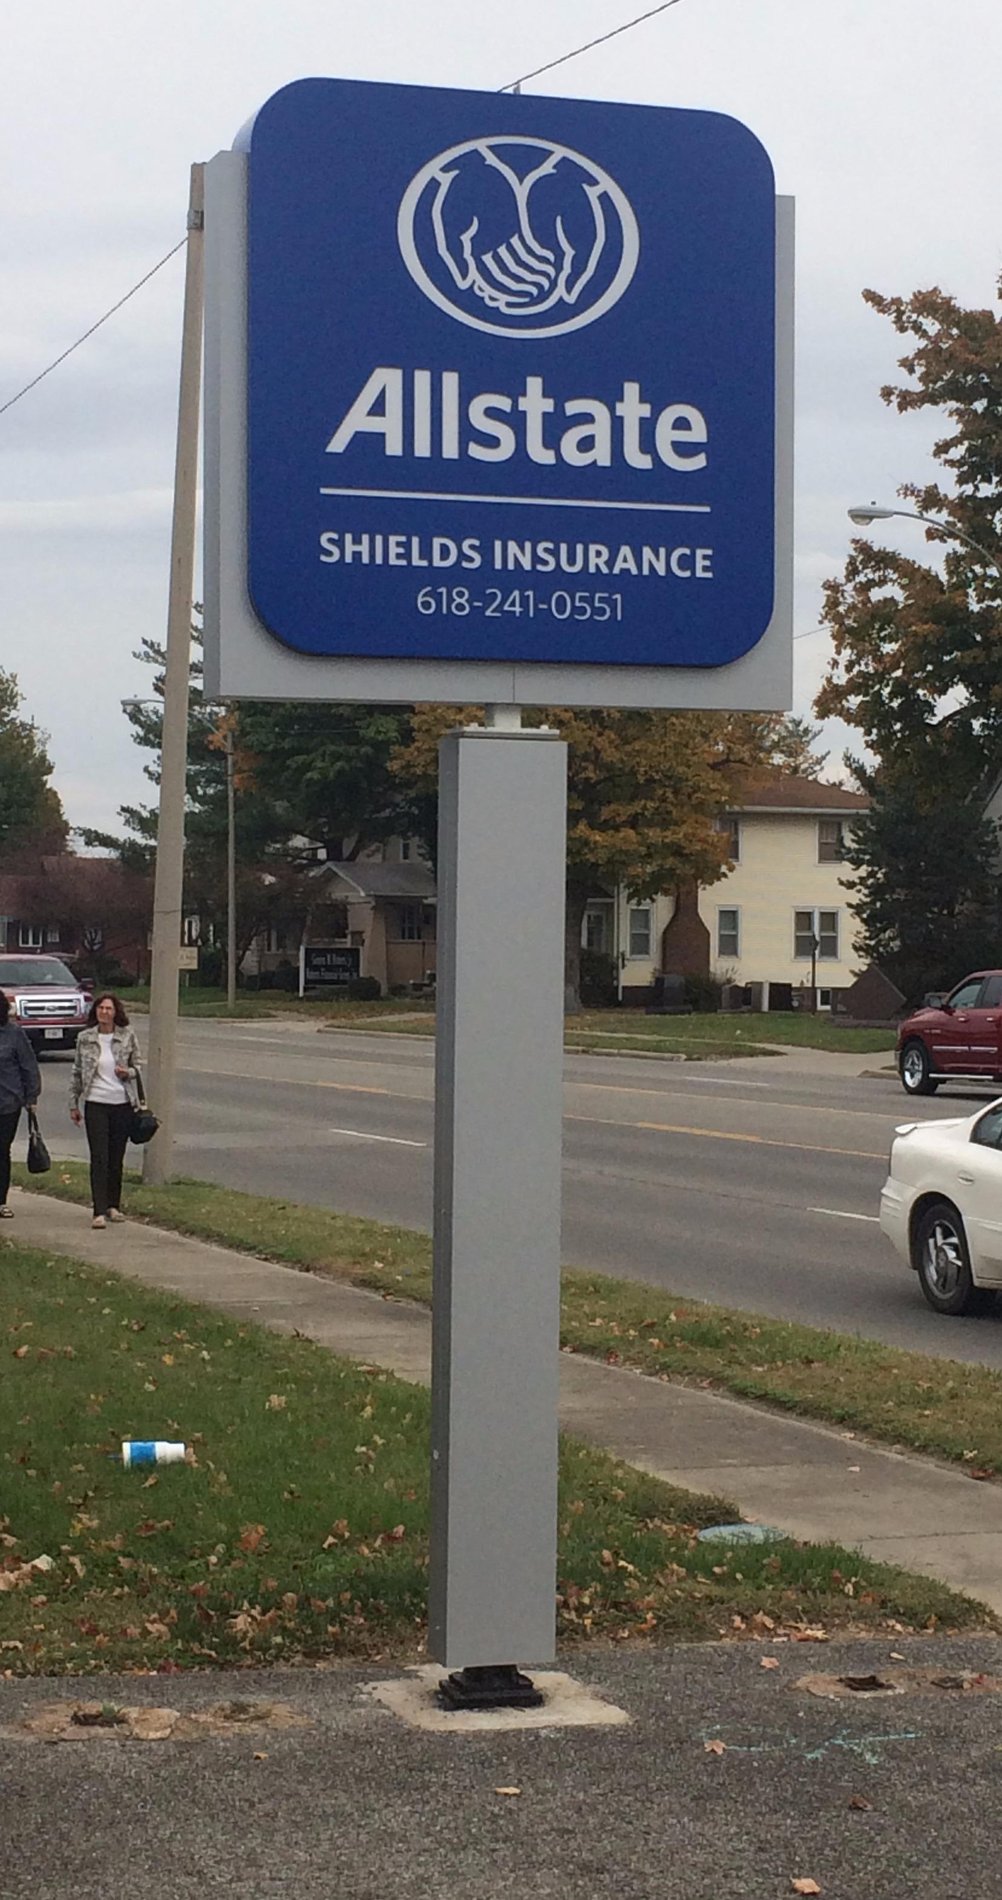 Allstate
SHIELDS INSURANCE
618-241-0551